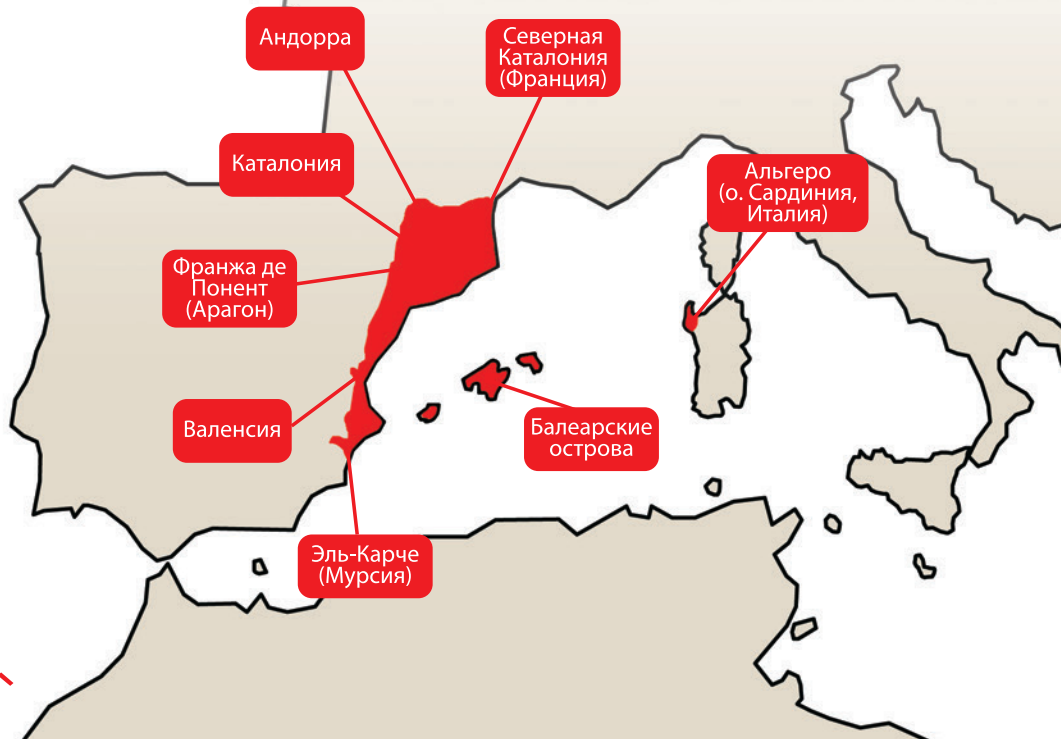 Андорра
Северная
Каталония
(Франция)
Каталония
Альгеро
(о. Сардиния,
Италия)
Франжа де
Понент
(Арагон)
Валенсия
Балеарские
острова
Эль-Карче
(Мурсия)